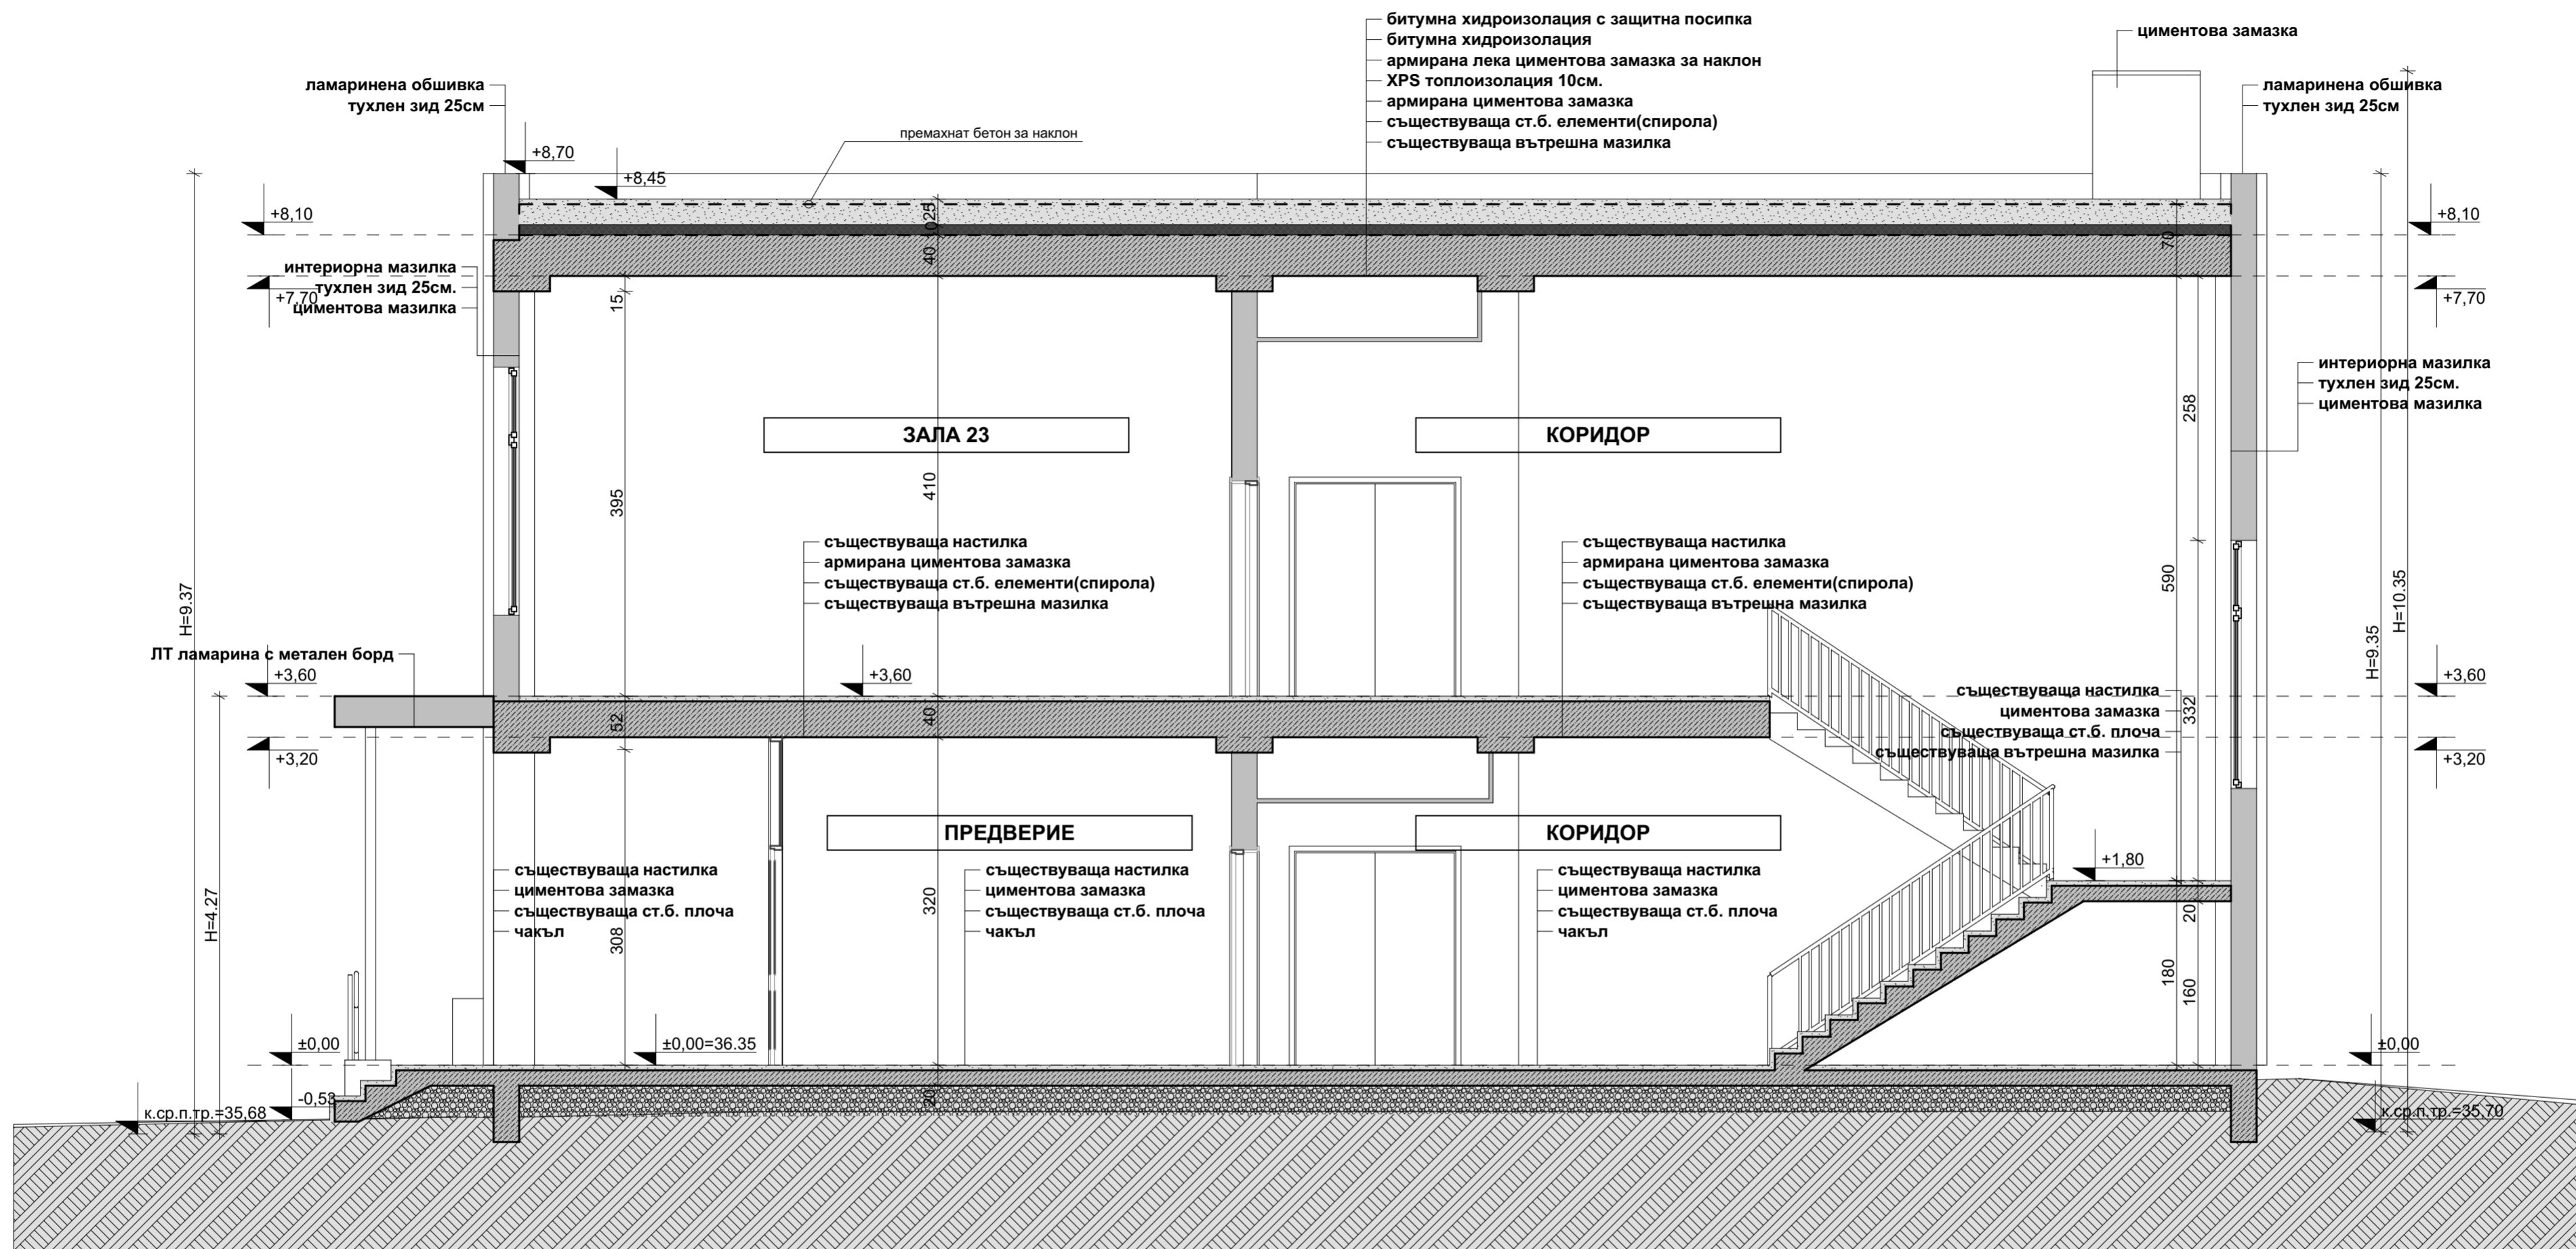 битумна хидроизолация с защитна посипка
битумна хидроизолация
армирана лека циментова замазка за наклон
XPS топлоизолация 10см.
армирана циментова замазка
съществуваща ст.б. елементи(спирола)
съществуваща вътрешна мазилка
циментова замазка
ламаринена обшивка
тухлен зид 25см
ламаринена обшивка
тухлен зид 25см
премахнат бетон за наклон
+8,70
+8,45
+8,10
+8,10
25
10
40
70
интериорна мазилка
тухлен зид 25см.
циментова мазилка
+7,70
+7,70
15
интериорна мазилка
тухлен зид 25см.
циментова мазилка
258
ЗАЛА 23
КОРИДОР
395
410
590
H=9.37
H=9.35
H=10.35
съществуваща настилка
армирана циментова замазка
съществуваща ст.б. елементи(спирола)
съществуваща вътрешна мазилка
съществуваща настилка
армирана циментова замазка
съществуваща ст.б. елементи(спирола)
съществуваща вътрешна мазилка
ЛТ ламарина с метален борд
+3,60
+3,60
+3,60
съществуваща настилка
циментова замазка
съществуваща ст.б. плоча
съществуваща вътрешна мазилка
332
52
40
+3,20
+3,20
ПРЕДВЕРИЕ
КОРИДОР
+1,80
съществуваща настилка
циментова замазка
съществуваща ст.б. плоча
чакъл
съществуваща настилка
циментова замазка
съществуваща ст.б. плоча
чакъл
съществуваща настилка
циментова замазка
съществуваща ст.б. плоча
чакъл
H=4.27
308
320
20
180
160
±0,00
±0,00=36.35
±0,00
-0,53
20
к.ср.п.тр.=35,68
к.ср.п.тр.=35,70